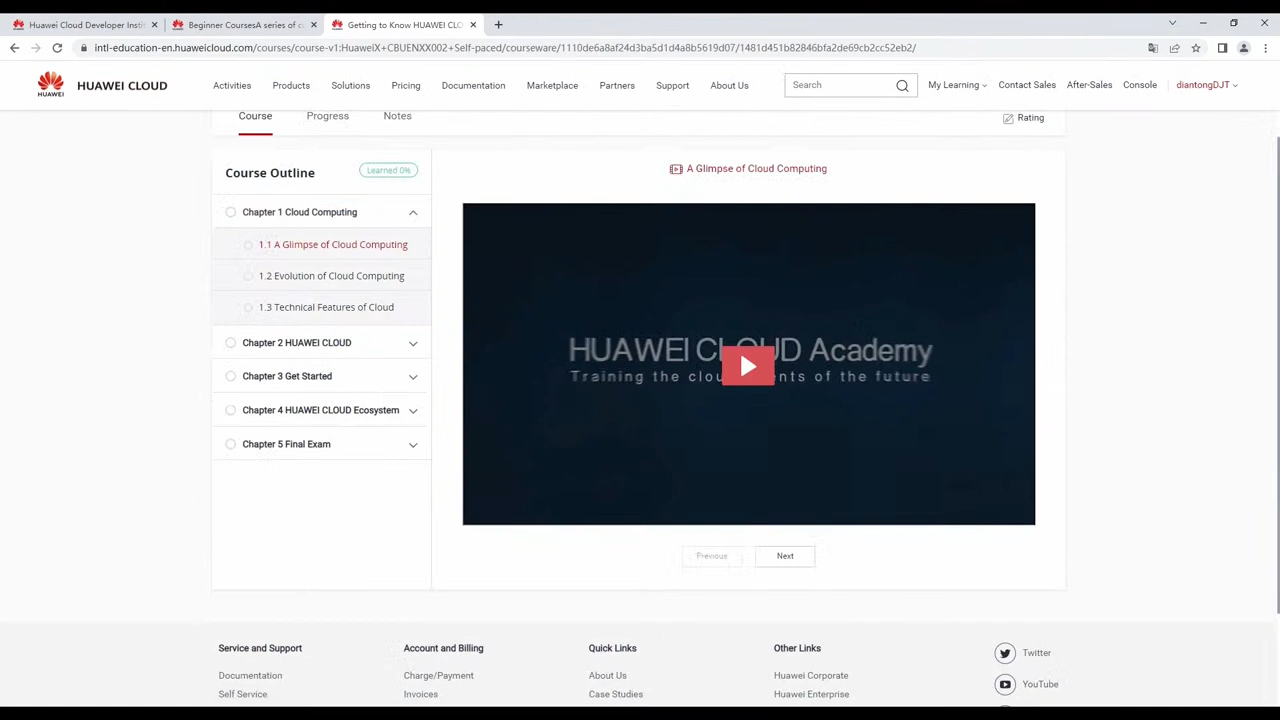 Huawei Cloud Developer Insti
Beginner CoursesA series of c
Getting to Know HUAWEI CLO
intl-education-en.huaweicloud.com/courses/course-v1:HuaweiX+CBUENXX002+Self-paced/courseware/1110de6a8af24d3ba5d1d4a8b5619d07/1481d451b82846bfa2de69cb2cc52eb2/
HUAWEI
HUAWEI CLOUD
Activities
Products
Solutions
Pricing
Documentation
Marketplace
Partners
Support
About Us
Search
My Learning
Contact Sales
After-Sales
Console
diantongDJT
Course
Progress
Notes
Rating
Course Outline
Learned 0%
Chapter 1 Cloud Computing
1.1 A Glimpse of Cloud Computing
1.2 Evolution of Cloud Computing
1.3 Technical Features of Cloud
Chapter 2 HUAWEI CLOUD
Chapter 3 Get Started
Chapter 4 HUAWEI CLOUD Ecosystem
Chapter 5 Final Exam
A Glimpse of Cloud Computing
HUAWEI CLOUD Academy
Training the clou ents of the future
Previous
Next
Service and Support
Documentation
Self Service
Account and Billing
Charge/Payment
Invoices
Quick Links
About Us
Case Studies
Other Links
Huawei Corporate
Huawei Enterprise
Twitter
YouTube